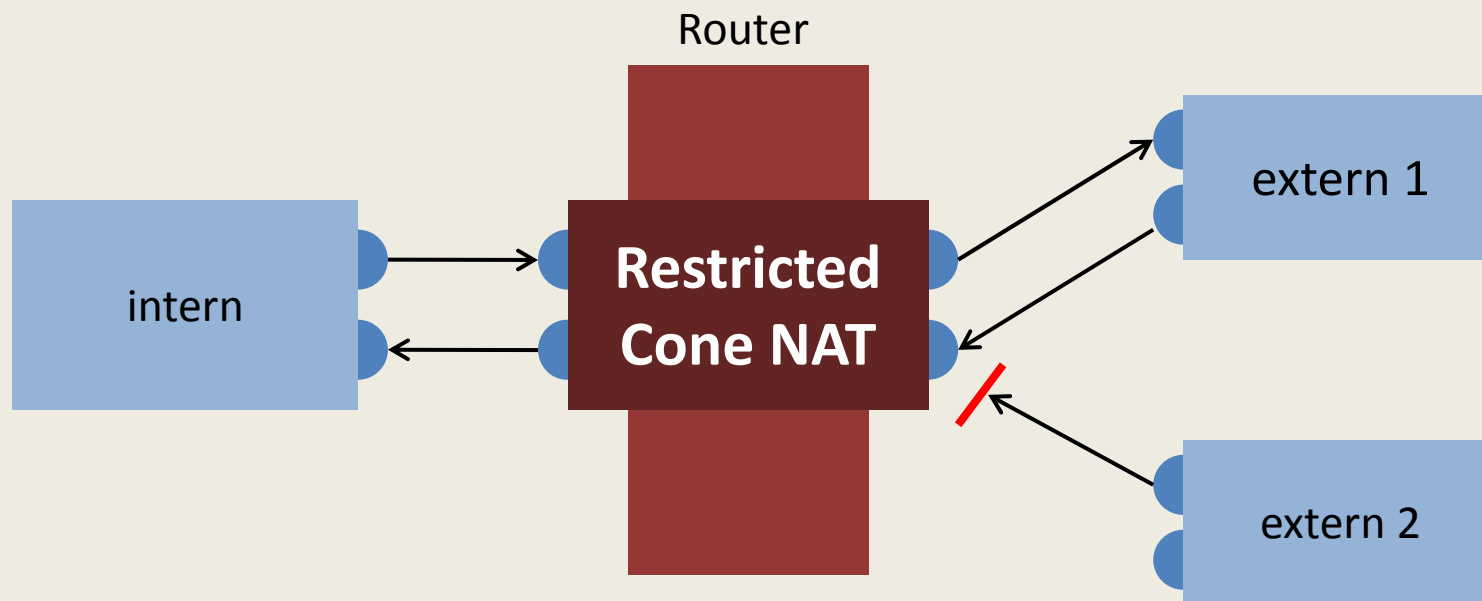 Router
intern
Restricted
Cone NAT
extern 1
extern 2